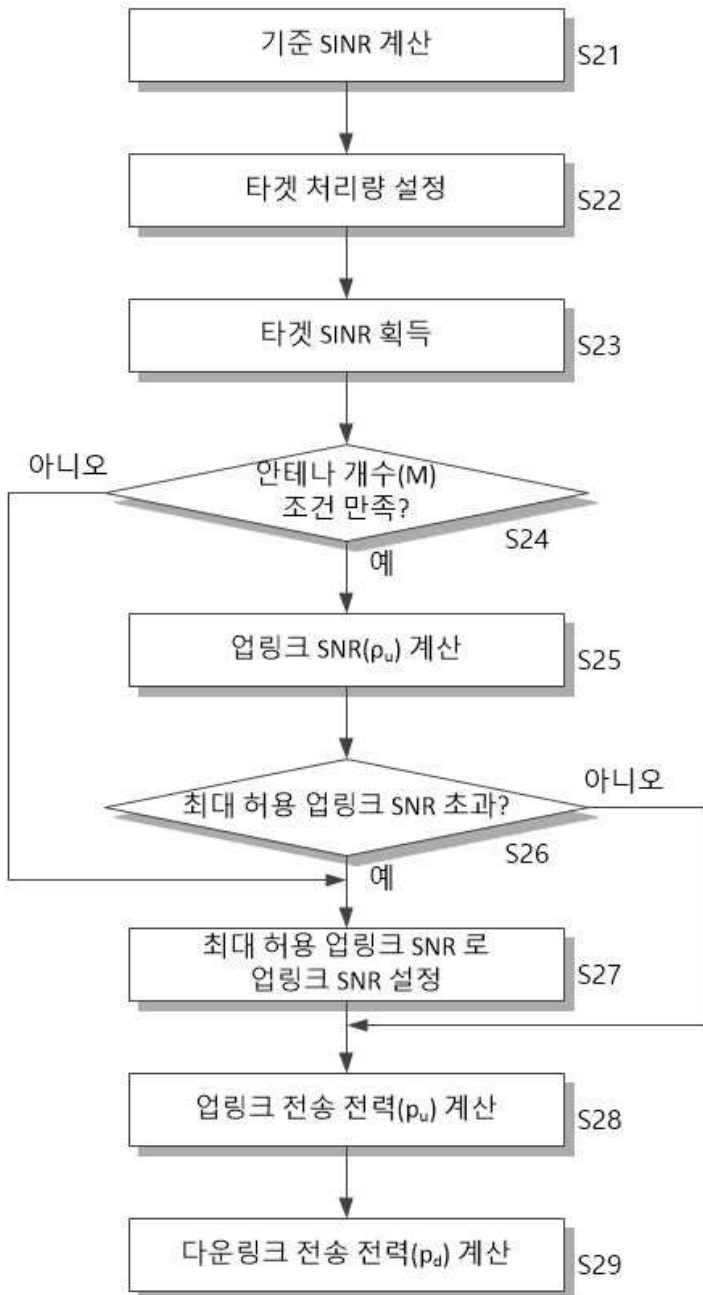 기준 SINR 계산
S21
타겟 처리량 설정
S22
타겟 SINR 획득
S23
아니오
안테나 개수(M)
조건 만족?
S24
예
업링크 SNR(ρu) 계산
S25
아니오
최대 허용 업링크 SNR 초과?
S26
예
최대 허용 업링크 SNR 로
업링크 SNR 설정
S27
업링크 전송 전력(pu) 계산
S28
다운링크 전송 전력(pd) 계산
S29